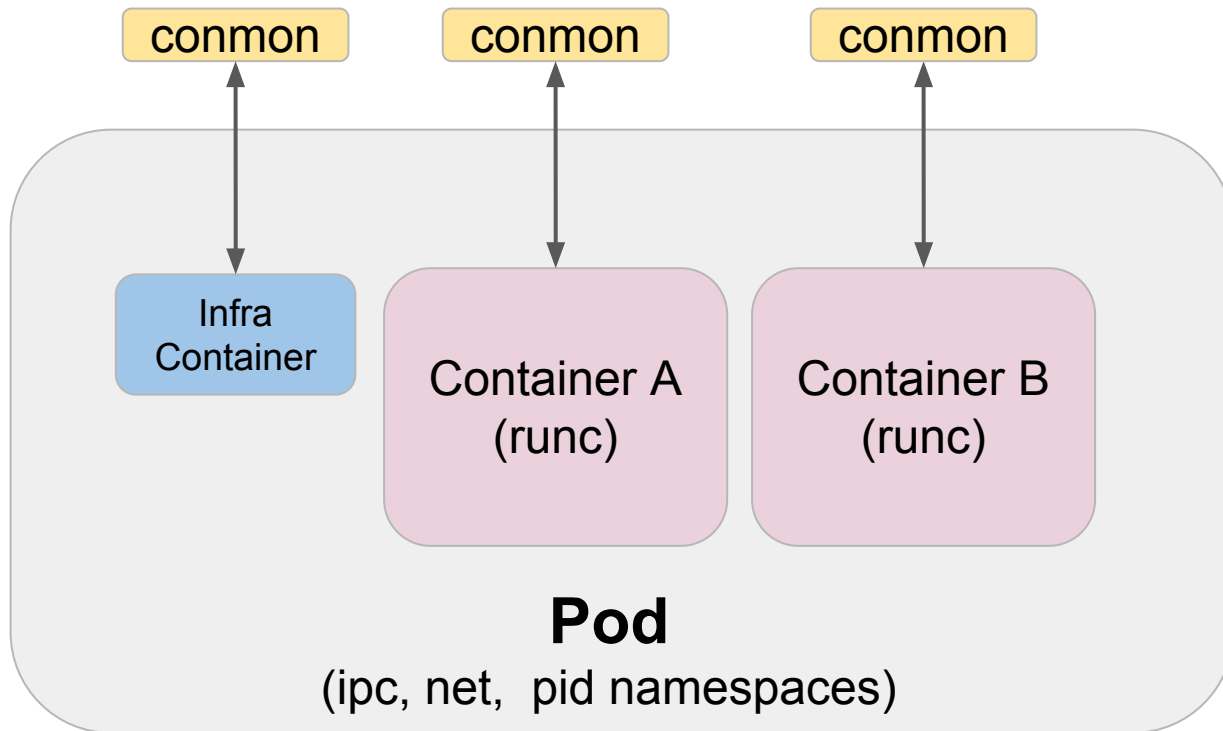 conmon
conmon
conmon
Infra
Container
Container A
(runc)
Container B
(runc)
Pod
(ipc, net,  pid namespaces)